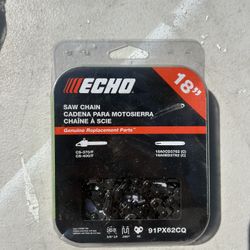 ECHO
18"
SAW CHAIN
CADENA PARA MOTOSIERRA
CHAÎNE À SCIE
Genuine Replacement Parts
CS-370/F
CS-400/F
91PX62CQ